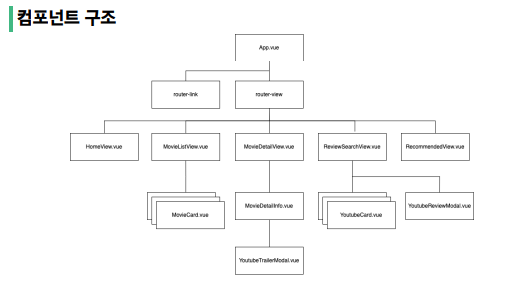 컴포넌트 구조
App.vue
router-link
router-view
HomeView.vue
MovieListView.vue
MovieDetailView.vue
ReviewSearchView.vue
RecommendedView.vue
MovieCard.vue
MovieDetailInfo.vue
YoutubeCard.vue
YoutubeReviewModal.vue
YoutubeTrailerModal.vue